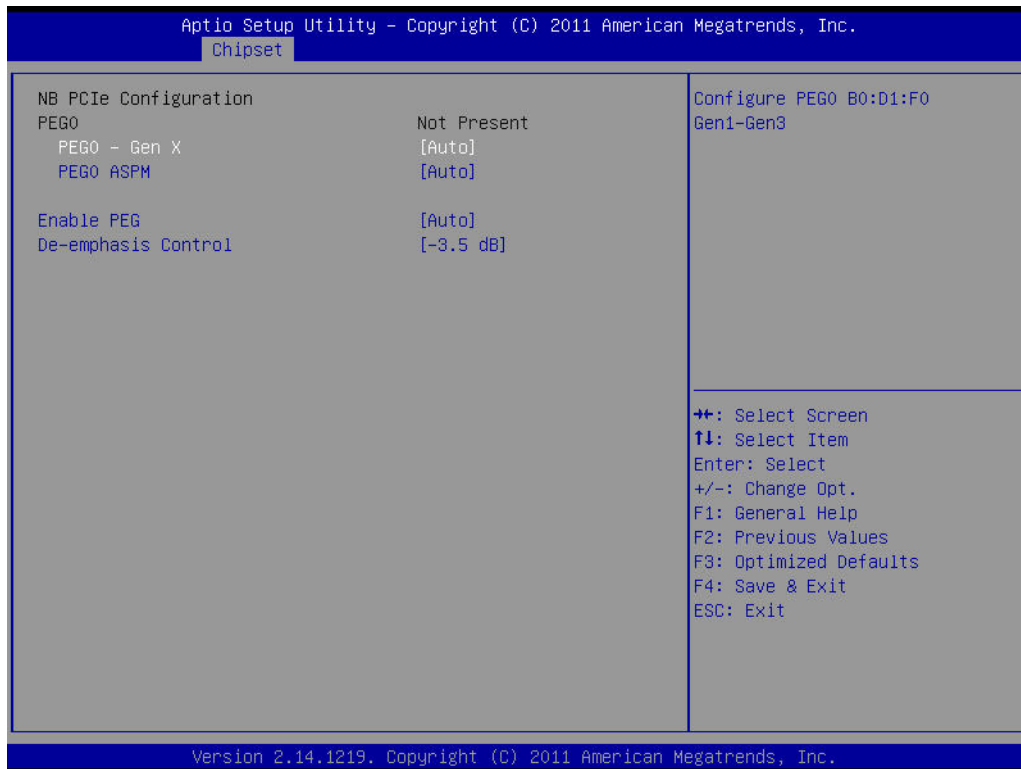 Aptio Setup Utility – Copyright (C) 2011 American Megatrends, Inc.
Chipset
NB PCIe Configuration
PEG0 Not Present
PEG0 – Gen X [Auto]
PEG0 ASPM [Auto]
Enable PEG [Auto]
De-emphasis Control [-3.5 dB]
Configure PEG0 B0:D1:F0
Gen1-Gen3
→←: Select Screen
↑↓: Select Item
Enter: Select
+/-: Change Opt.
F1: General Help
F2: Previous Values
F3: Optimized Defaults
F4: Save & Exit
ESC: Exit
Version 2.14.1219. Copyright (C) 2011 American Megatrends, Inc.